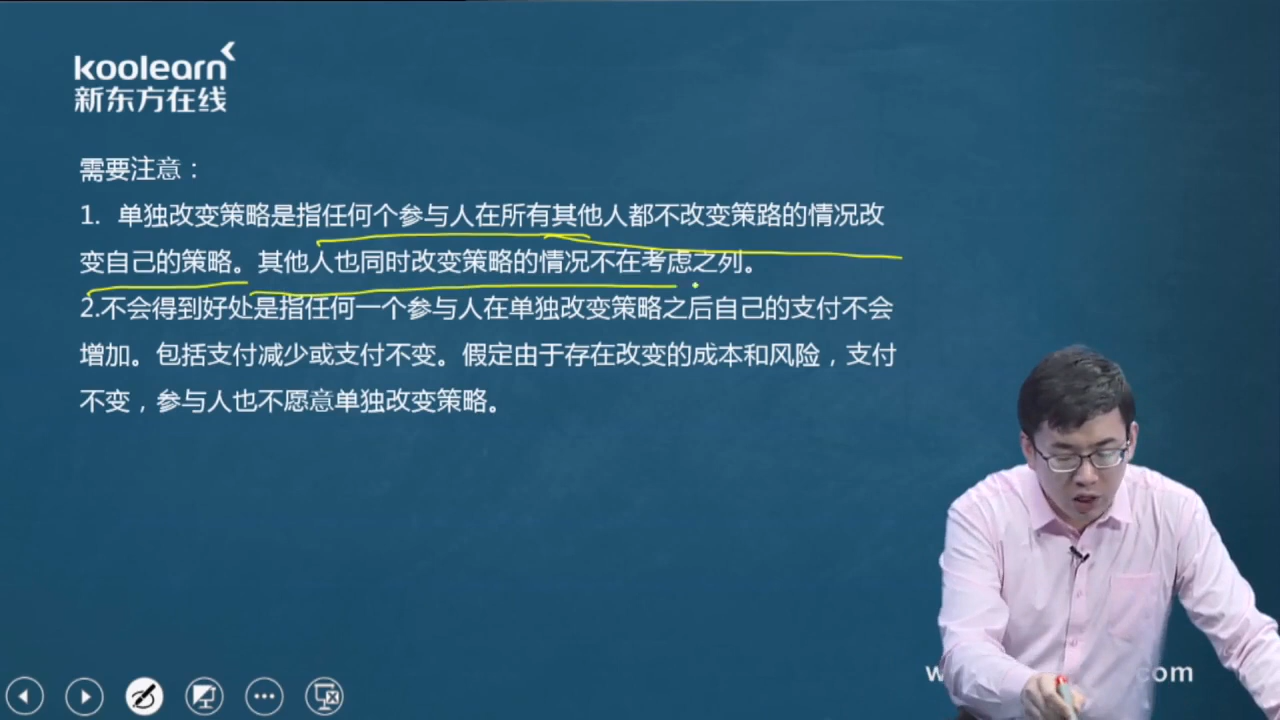 koolearn
新东方在线
需要注意：
1. 单独改变策略是指任何个参与人在所有其他人都不改变策路的情况改
变自己的策略。其他人也同时改变策略的情况不在考虑之列。
2.不会得到好处是指任何一个参与人在单独改变策略之后自己的支付不会
增加。包括支付减少或支付不变。假定由于存在改变的成本和风险，支付
不变，参与人也不愿意单独改变策略。
com